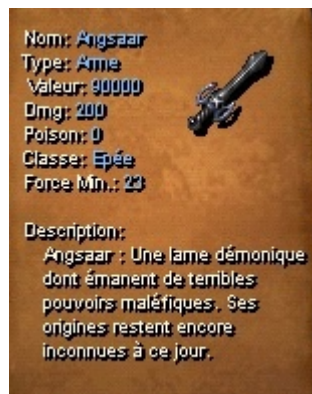 Nom: Angsaar
Type: Arme
Valeur: 90000
Dmg: 200
Poison: 0
Classe: Epée
Force Min.: 23
Description:
Angsaar : Une lame démonique
dont émanent de terribles
pouvoirs maléfiques. Ses
origines restent encore
inconnues à ce jour.